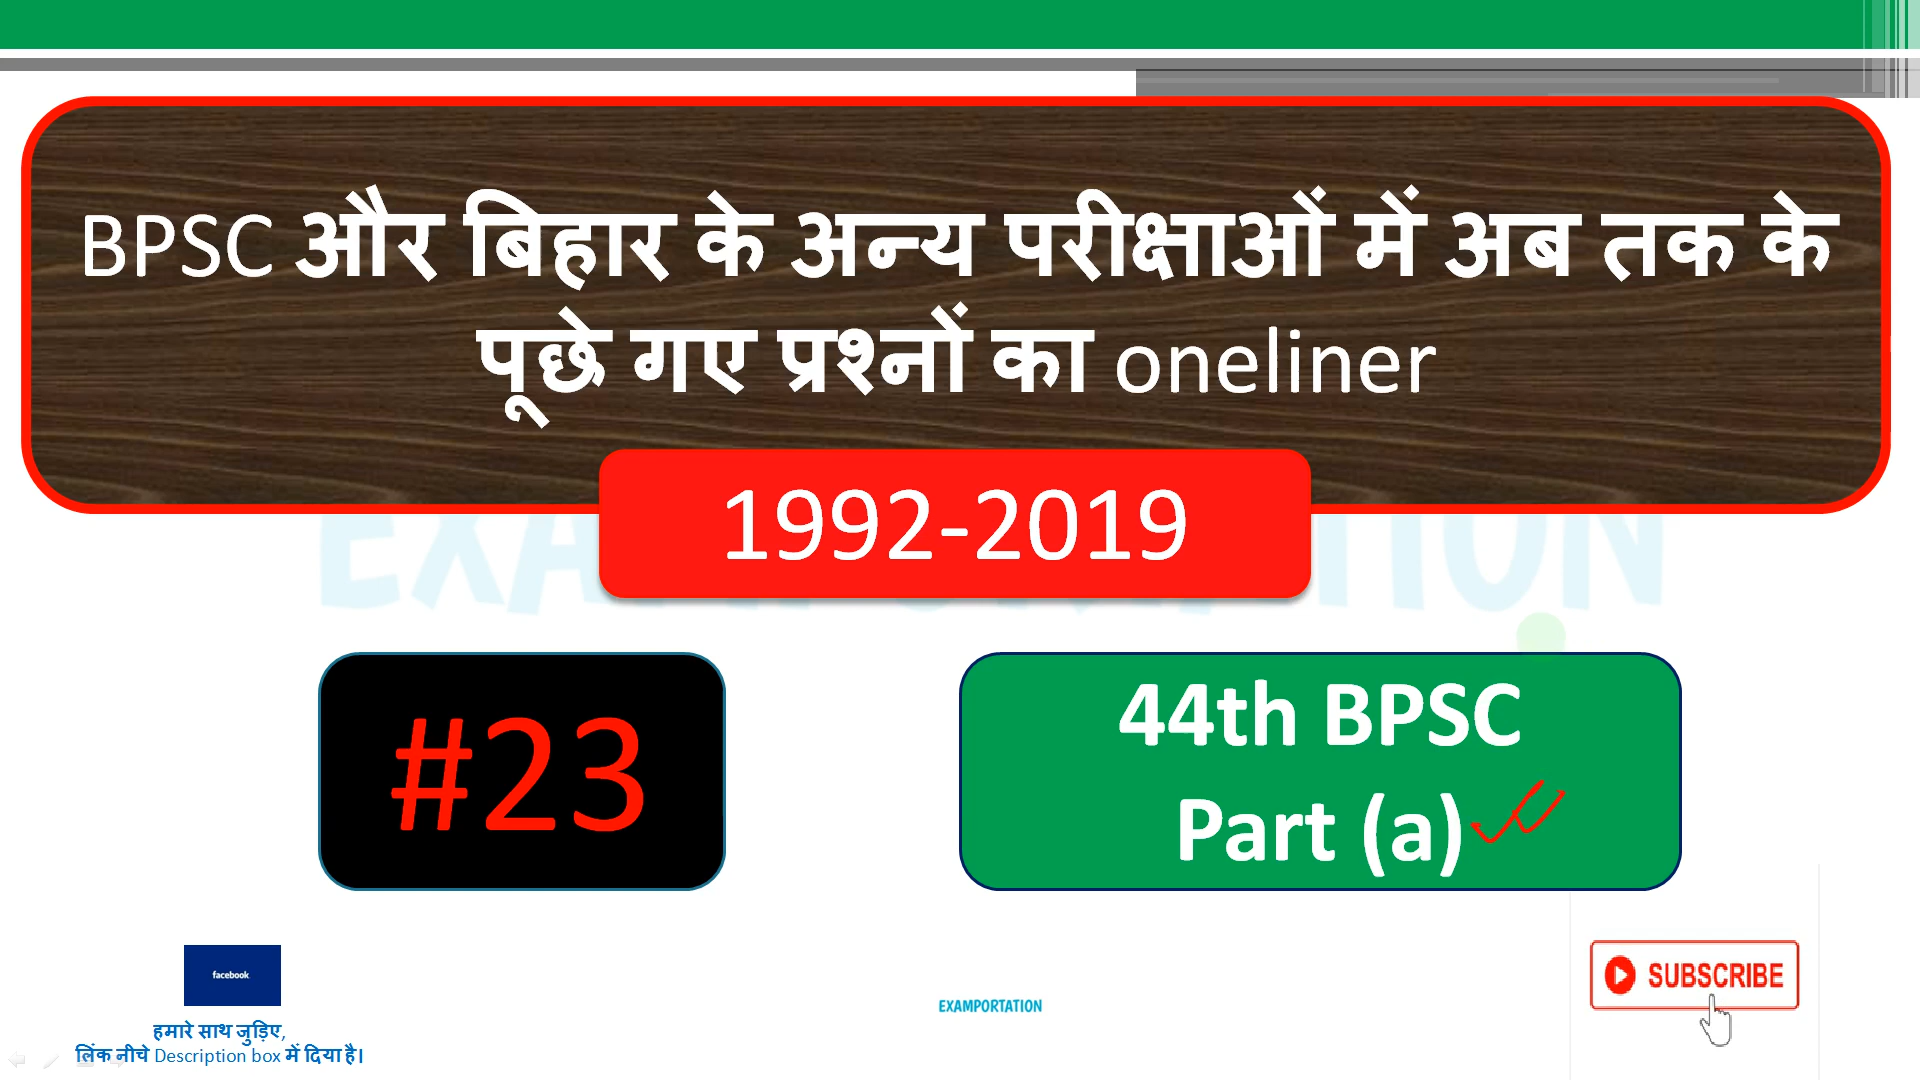 BPSC और बिहार के अन्य परीक्षाओं में अब तक के
पूछे गए प्रश्नों का oneliner
1992-2019
#23
44th BPSC
Part (a)
facebook
हमारे साथ जुड़िए,
लिंक नीचे Description box में दिया है।
EXAMPORTATION
SUBSCRIBE